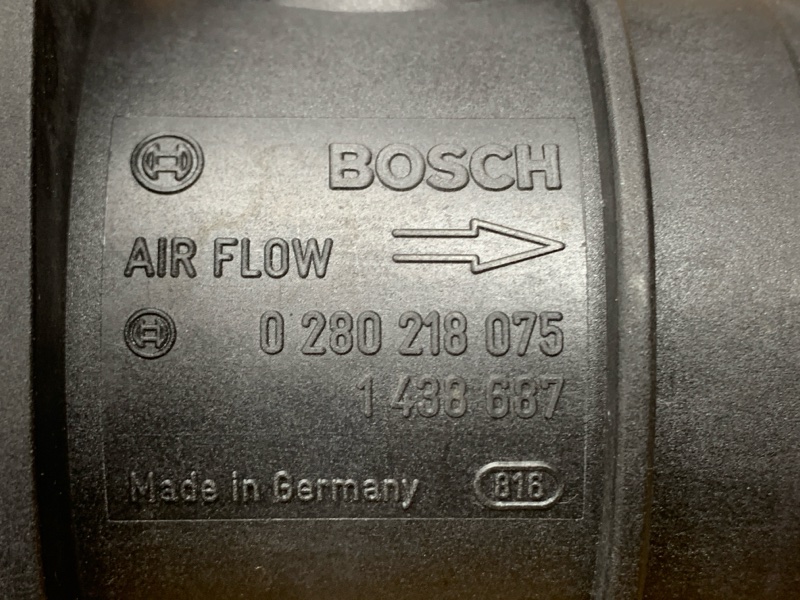 BOSCH
AIR FLOW
0 280 218 075
1 438 687
Made in Germany 816